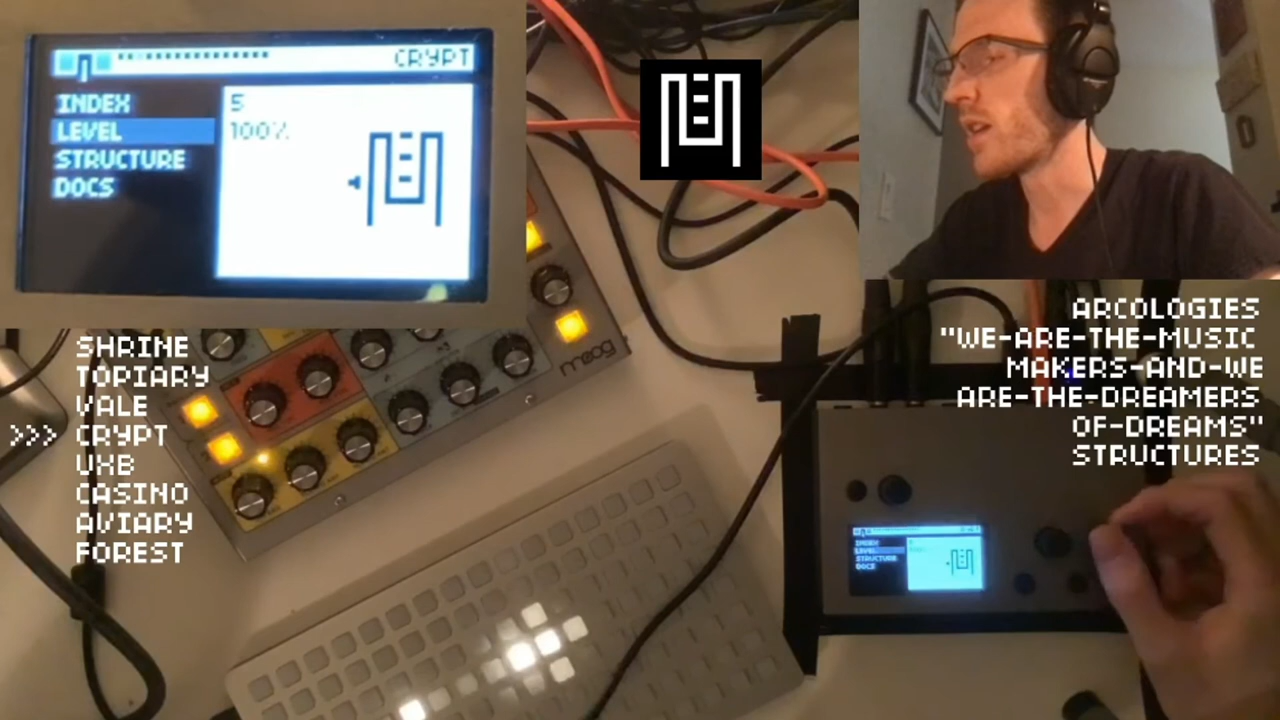 CRYPT
INDEX
5
LEVEL
100%
STRUCTURE
DOCS
moog
SHRINE
TOPIARY
VALE
>>> CRYPT
UXB
CASINO
AVIARY
FOREST
ARCOLOGIES
"WE-ARE-THE-MUSIC
MAKERS-AND-WE
ARE-THE-DREAMERS
OF-DREAMS"
STRUCTURES
INDEX
LEVEL
STRUCTURE
DOCS